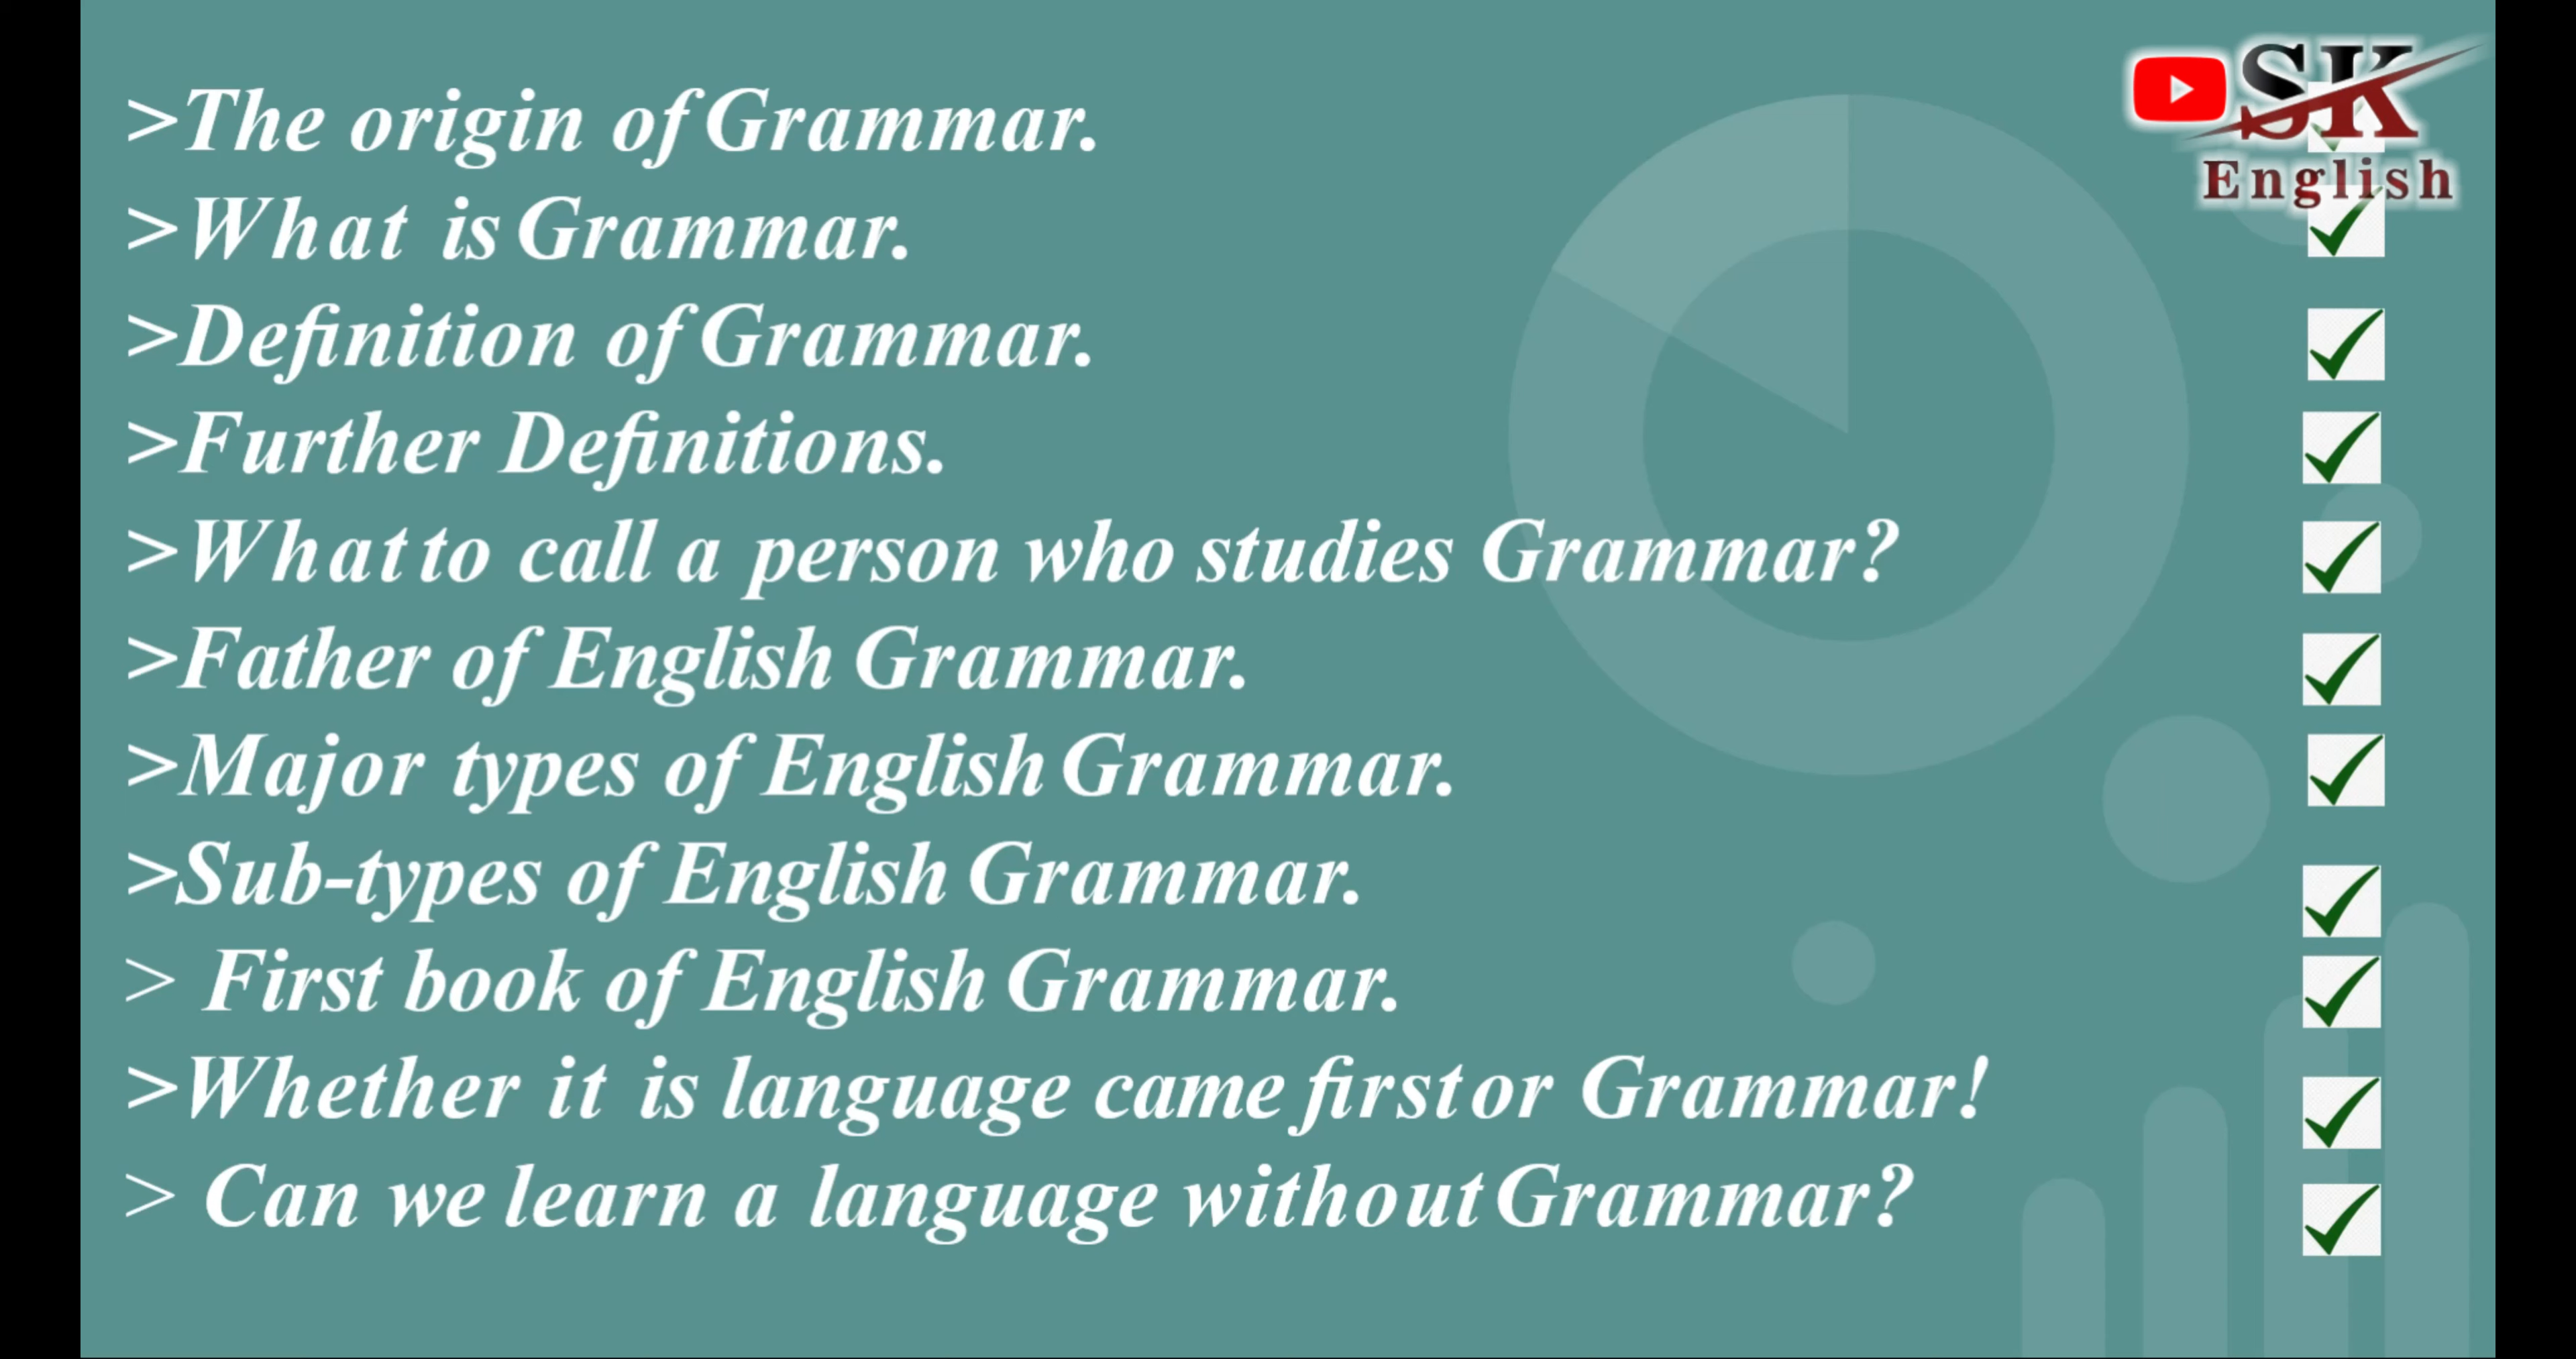 >The origin of Grammar.
SK
English
>What is Grammar.
>Definition of Grammar.
>Further Definitions.
>What to call a person who studies Grammar?
>Father of English Grammar.
>Major types of English Grammar.
>Sub-types of English Grammar.
> First book of English Grammar.
>Whether it is language came first or Grammar!
> Can we learn a language without Grammar?